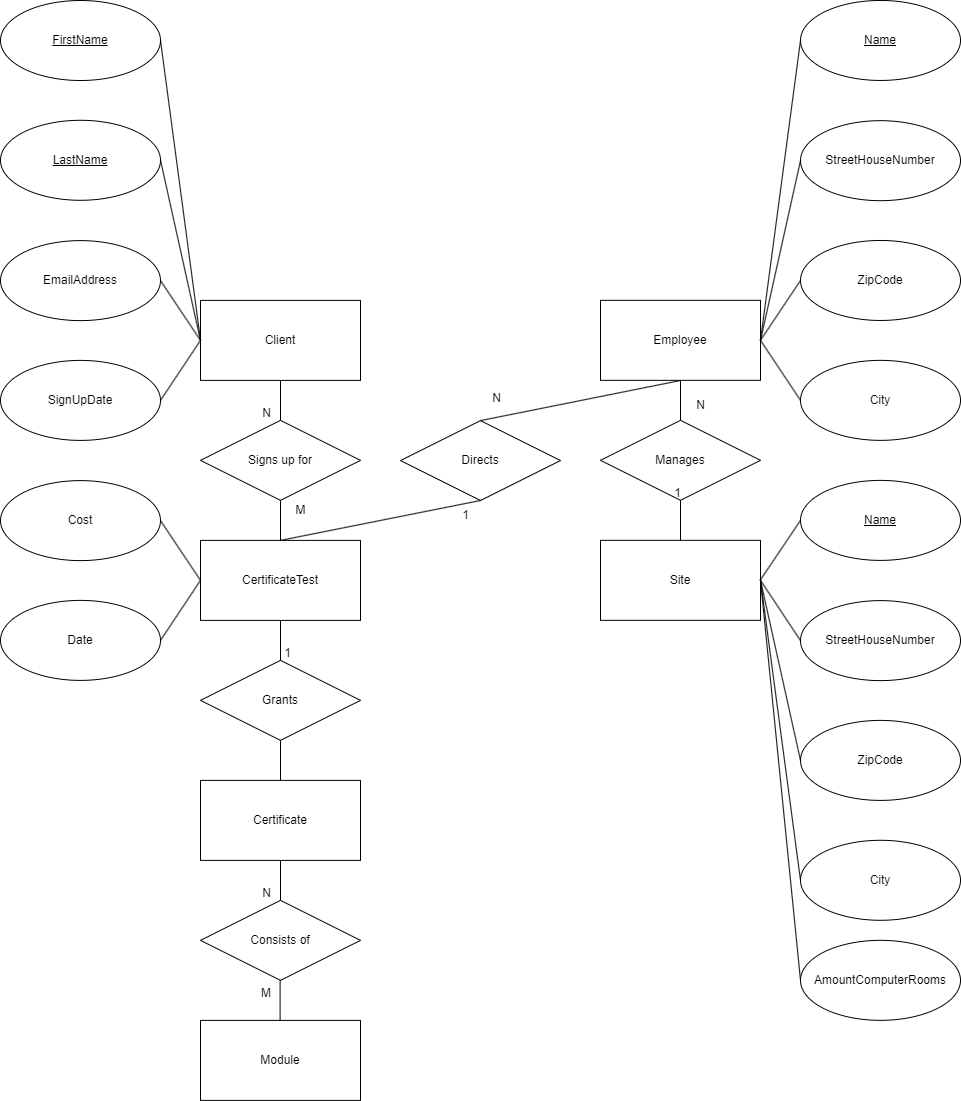 FirstName
Name
LastName
StreetHouseNumber
EmailAddress
ZipCode
Client
Employee
SignUpDate
City
N
N
N
Signs up for
Directs
Manages
M
1
1
Cost
Name
CertificateTest
Site
Date
StreetHouseNumber
1
Grants
ZipCode
Certificate
City
N
Consists of
AmountComputerRooms
M
Module